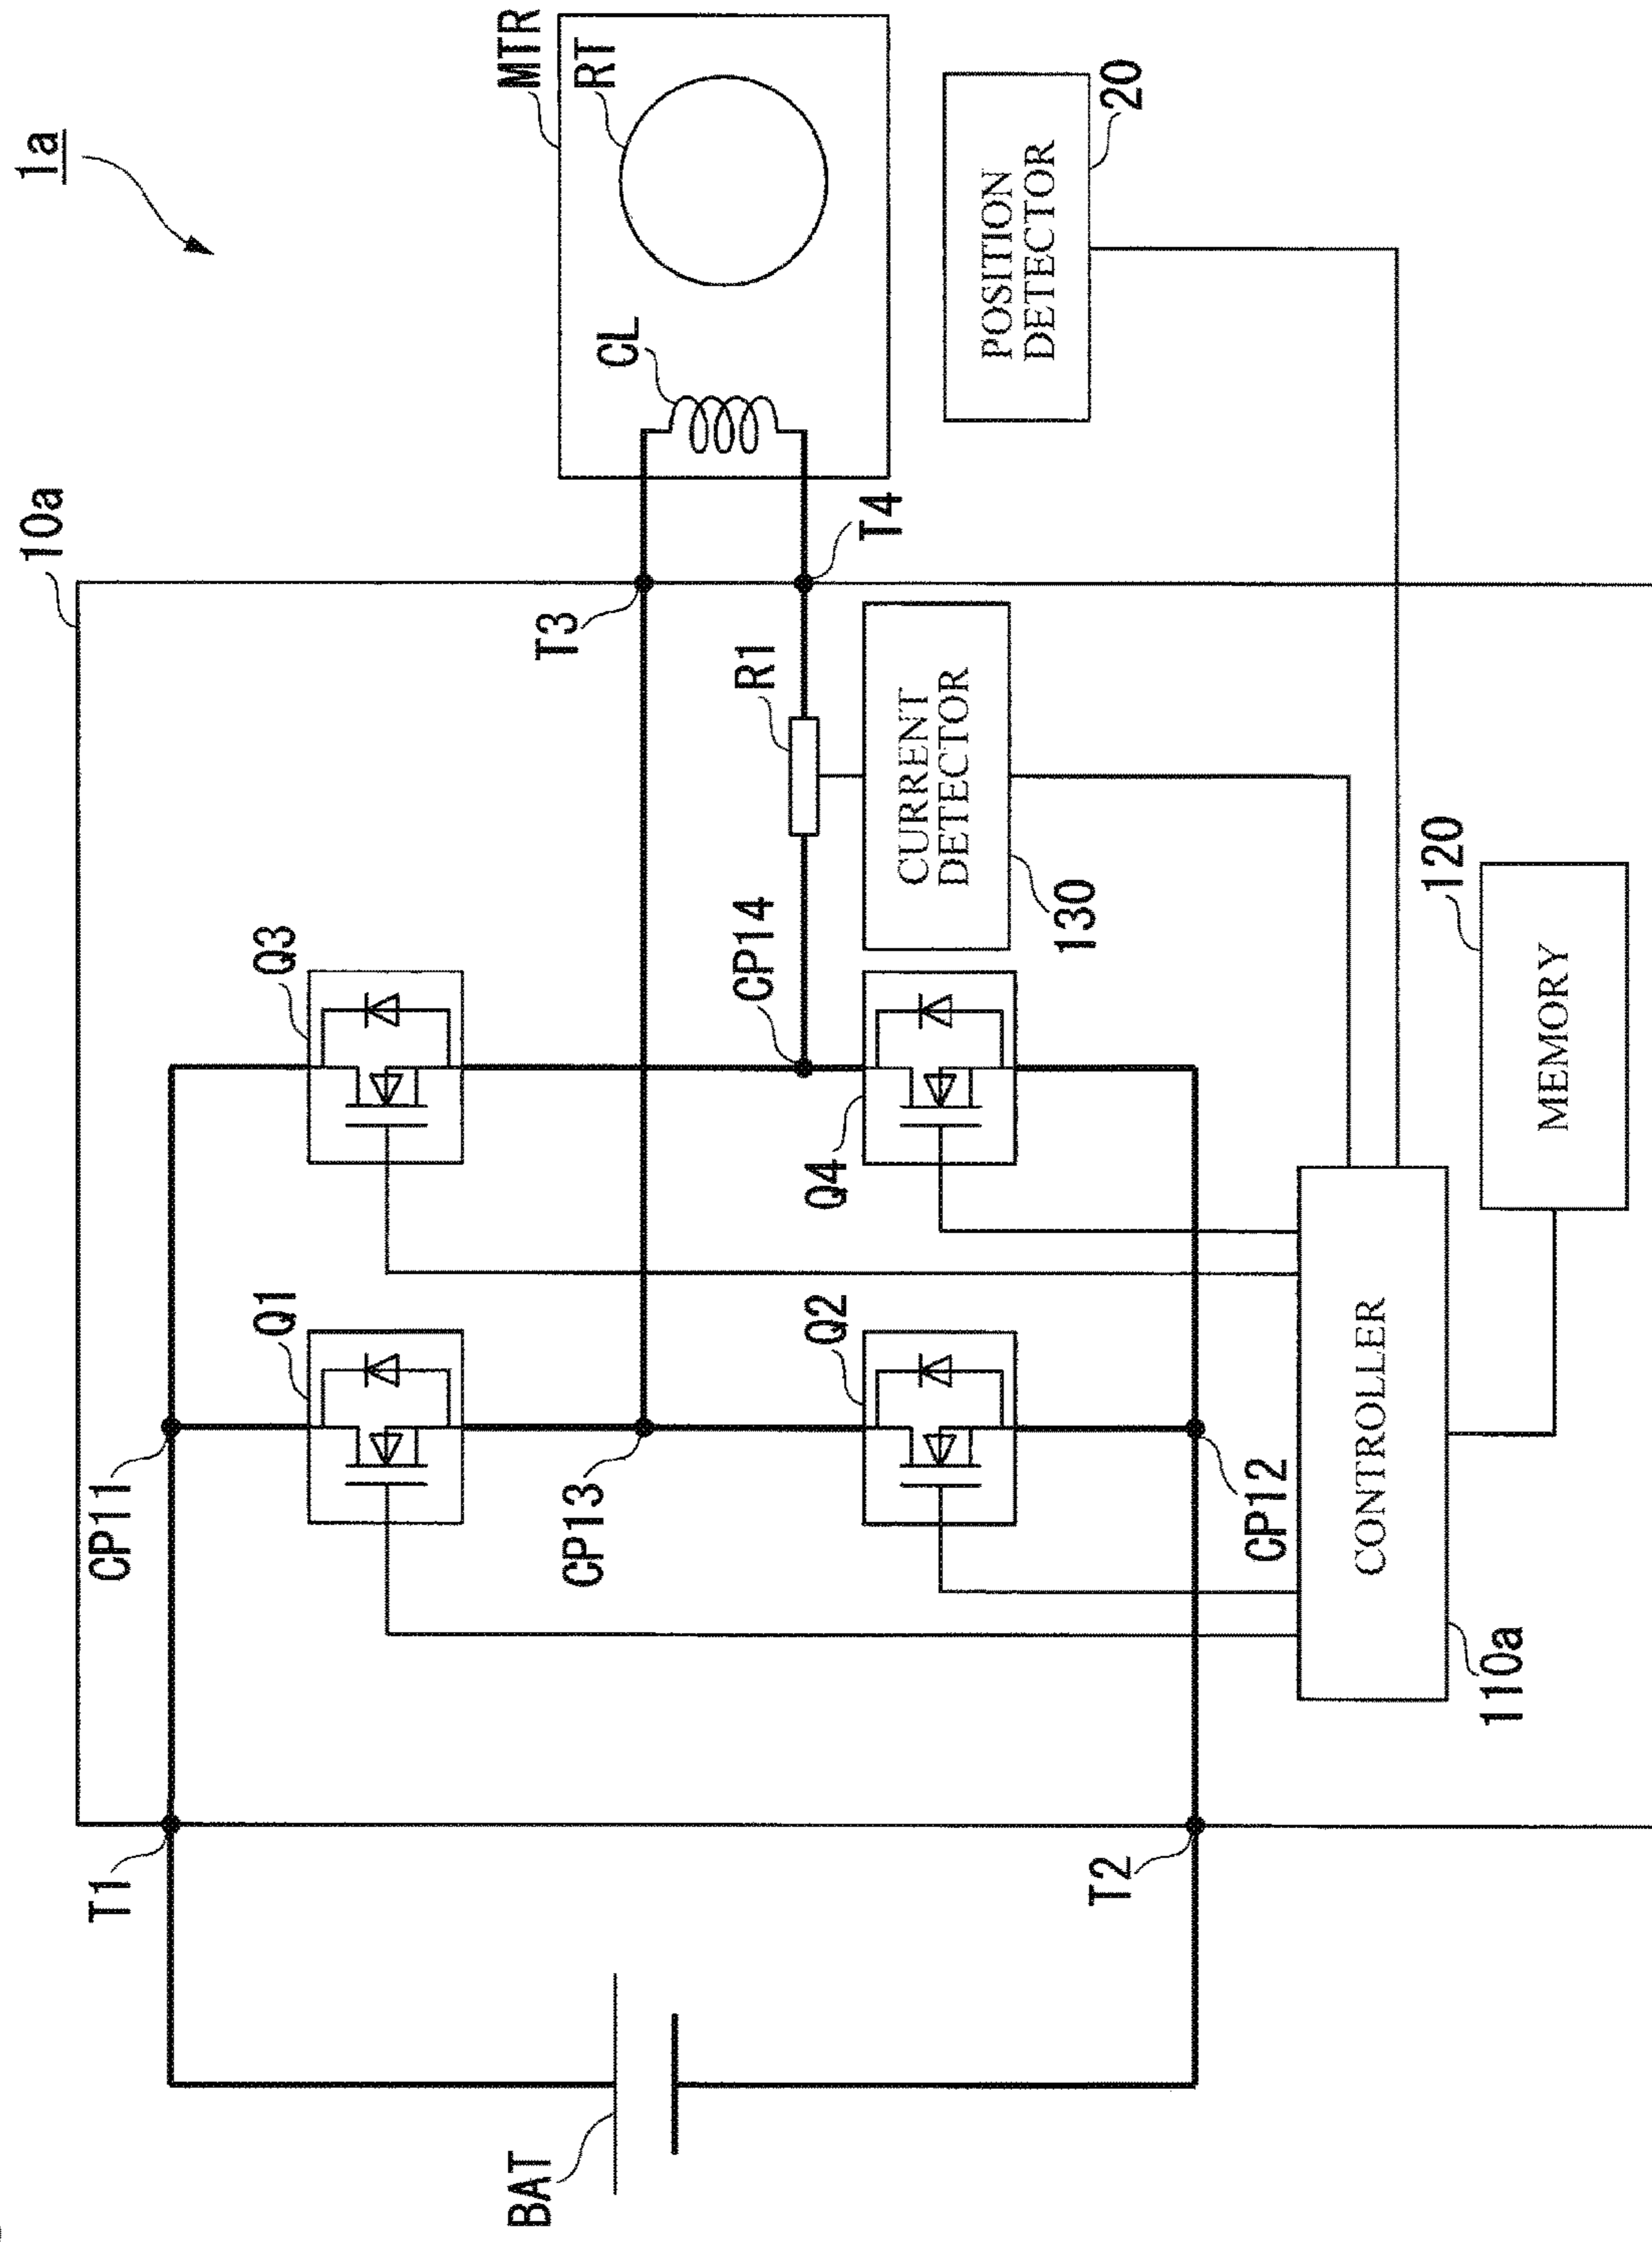 1a
10a
MTR
RT
CL
POSITION
DETECTOR
20
T3
T4
R1
CURRENT
DETECTOR
130
CP14
Q3
Q4
Q1
Q2
CP11
CP13
CP12
MEMORY
120
CONTROLLER
110a
T1
T2
BAT